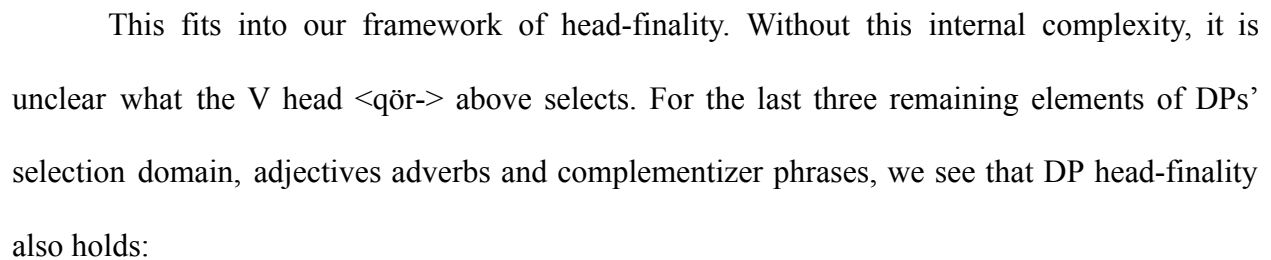 This fits into our framework of head-finality. Without this internal complexity, it is
unclear what the V head <qör-> above selects. For the last three remaining elements of DPs’
selection domain, adjectives adverbs and complementizer phrases, we see that DP head-finality
also holds: